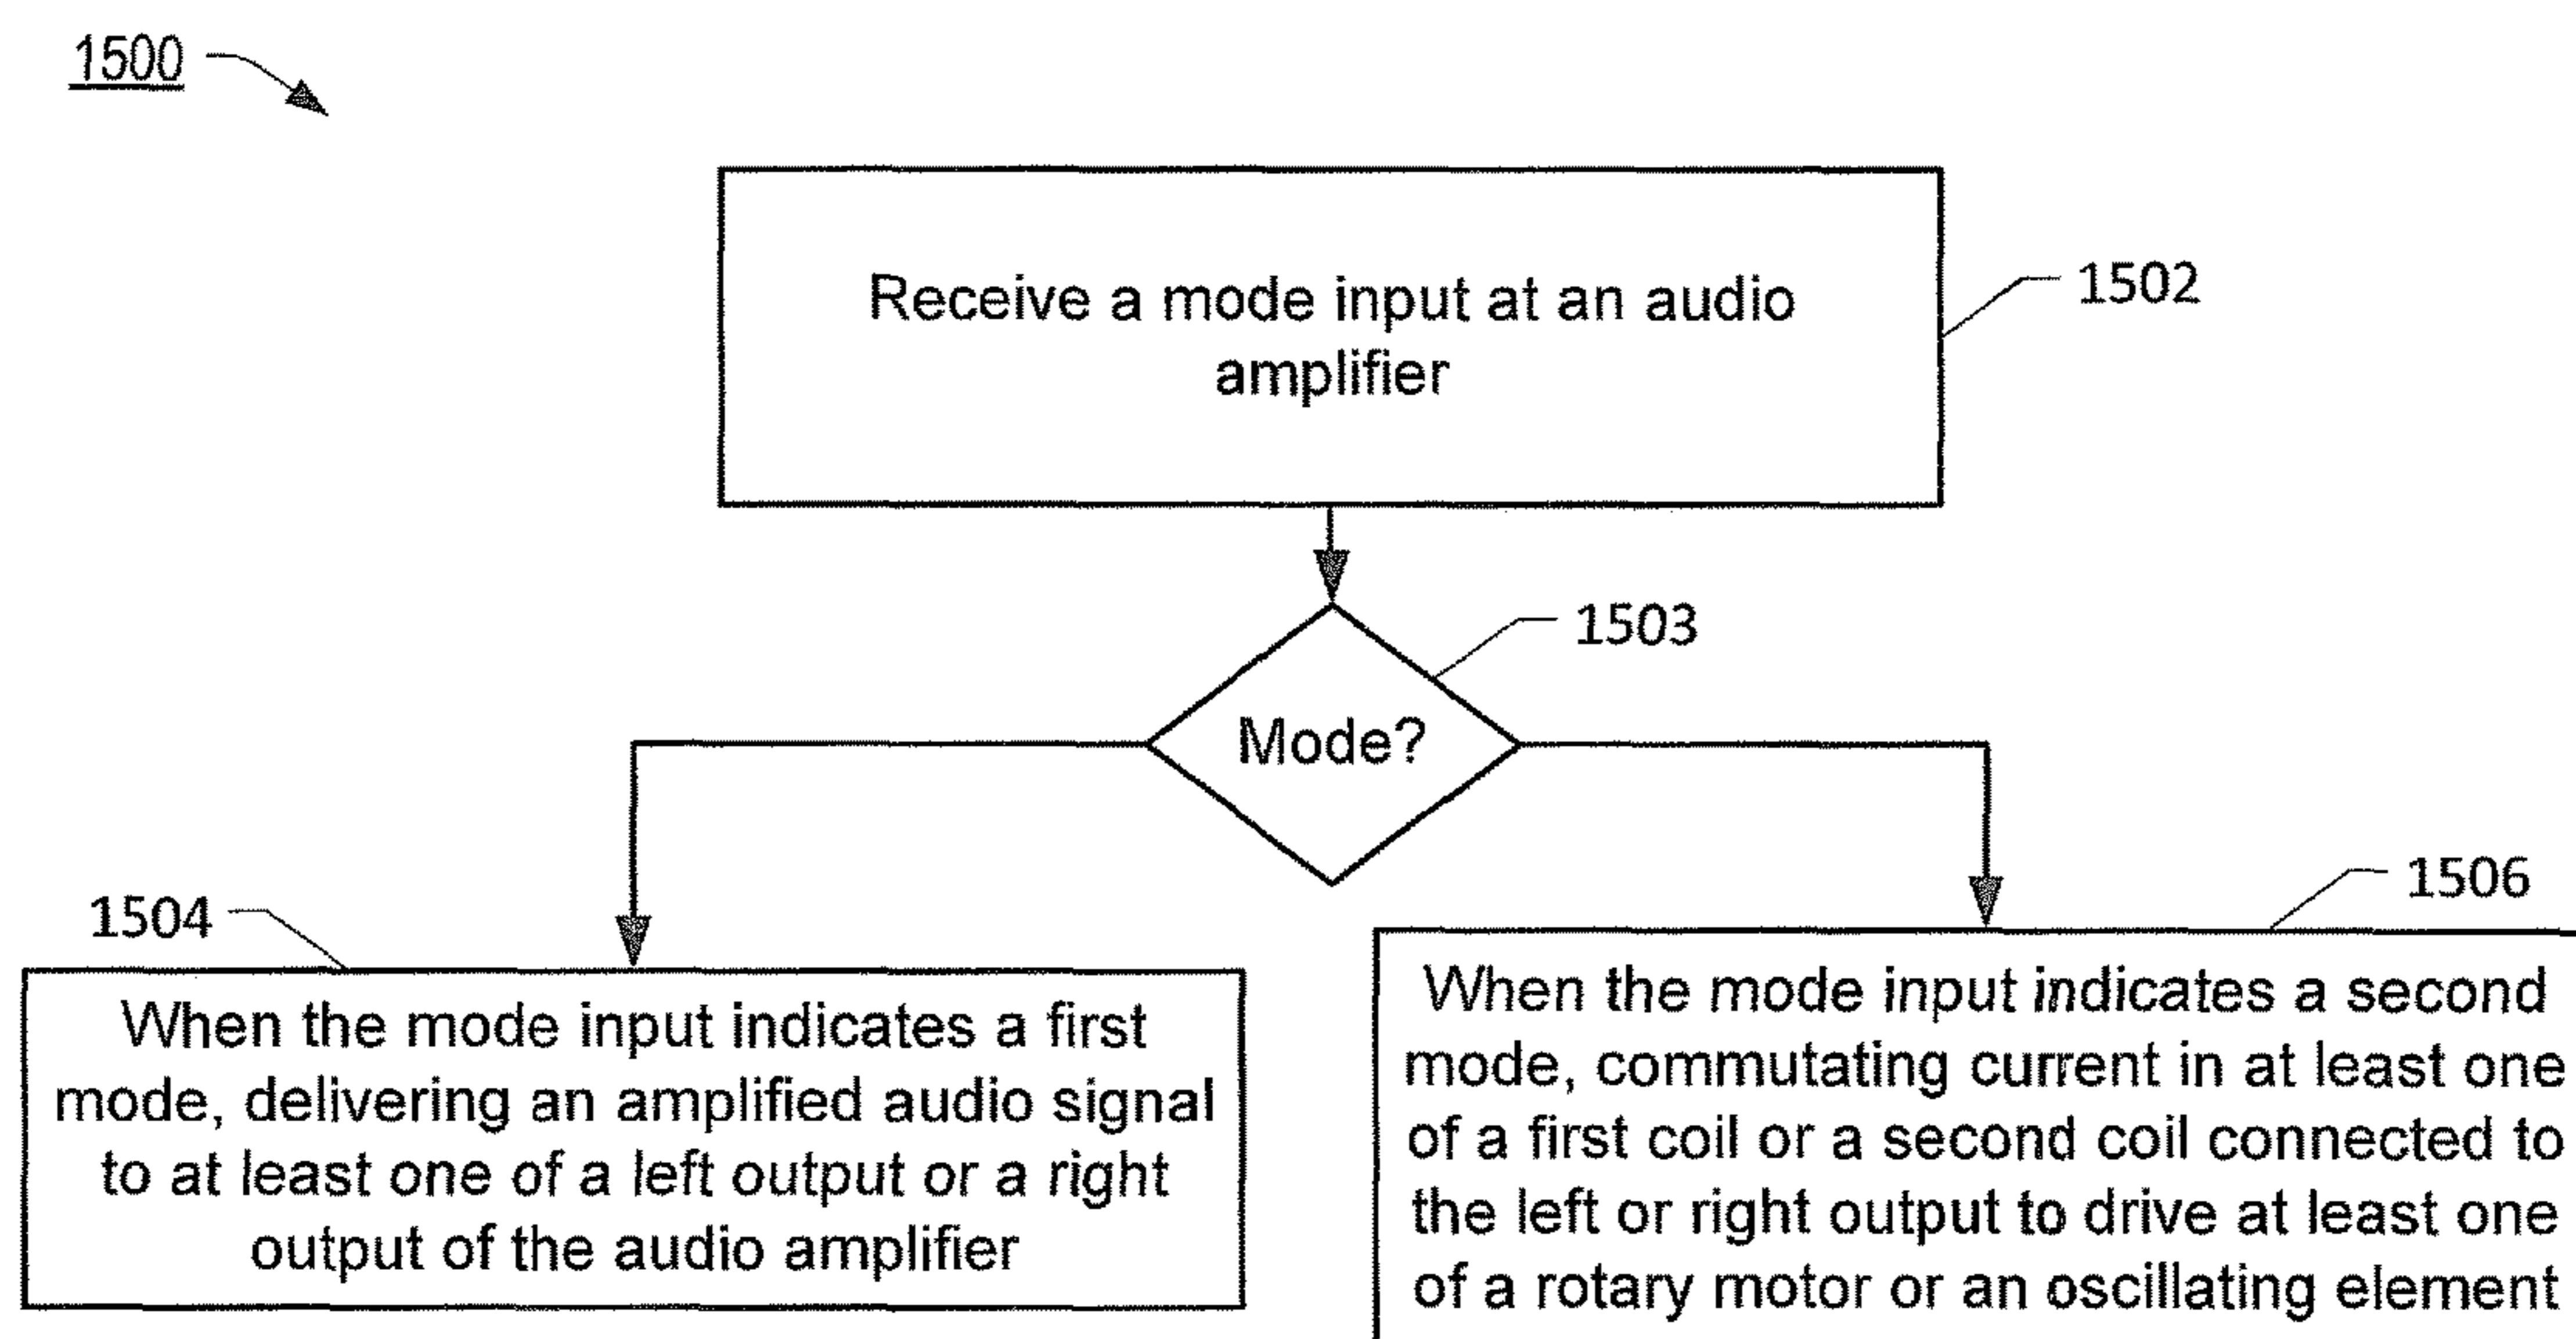 1500
Receive a mode input at an audio
amplifier
1502
1503
Mode?
1504
When the mode input indicates a first
mode, delivering an amplified audio signal
to at least one of a left output or a right
output of the audio amplifier
1506
When the mode input indicates a second
mode, commutating current in at least one
of a first coil or a second coil connected to
the left or right output to drive at least one
of a rotary motor or an oscillating element